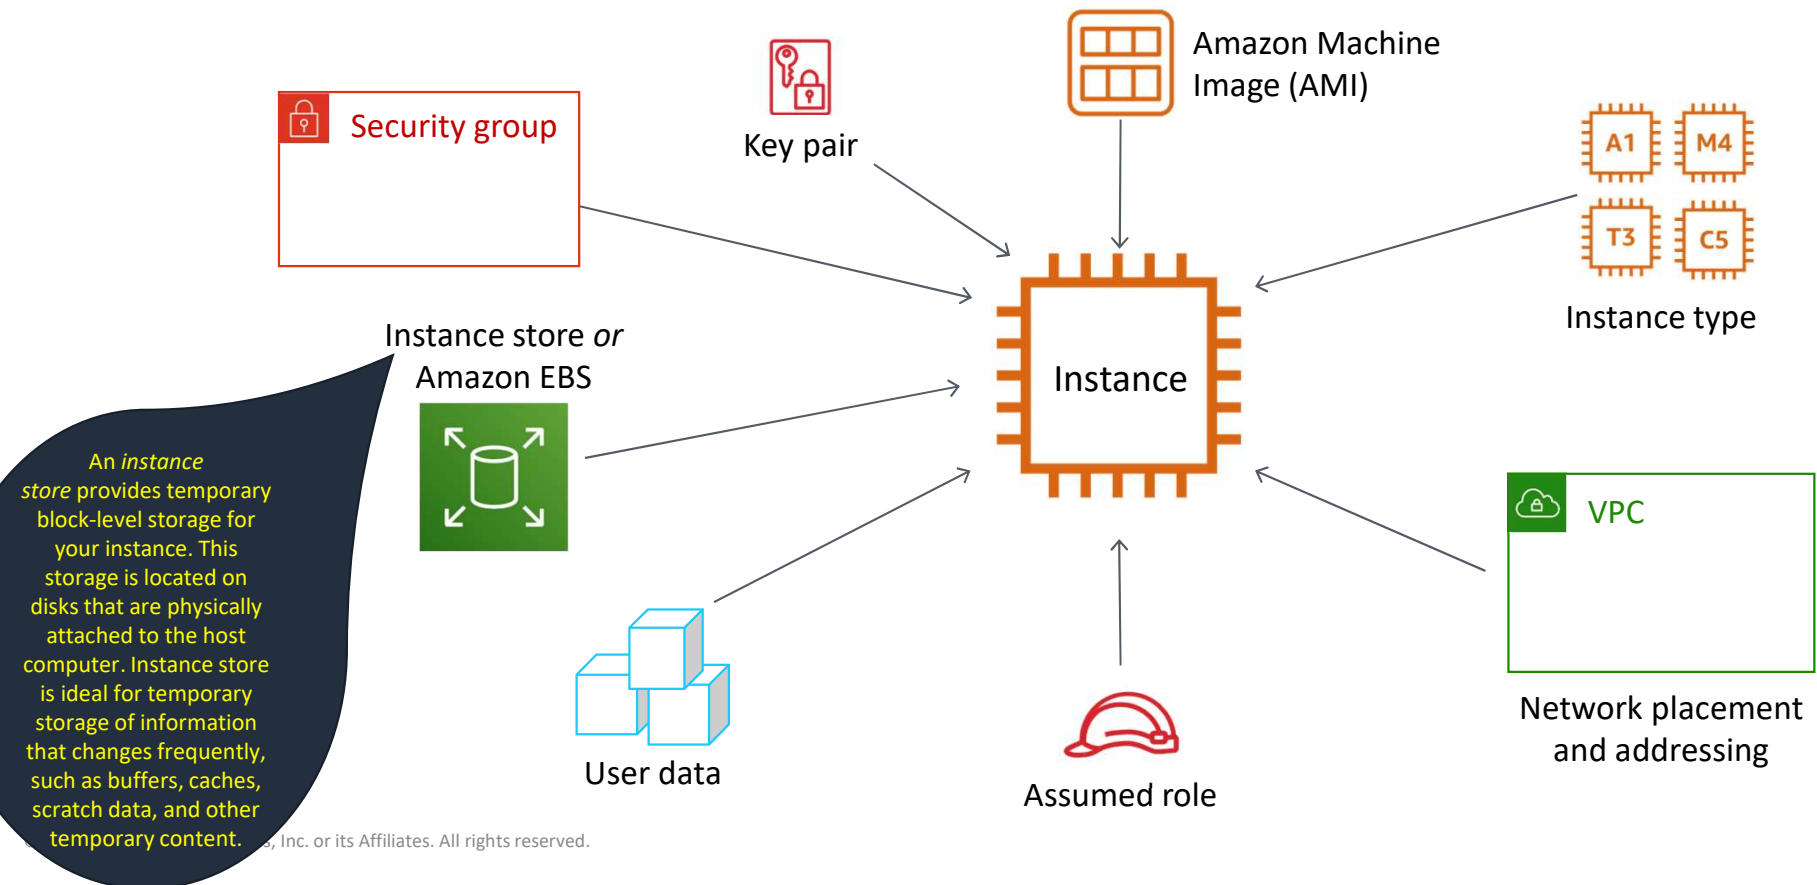 Amazon Machine
Image (AMI)
Key pair
Security group
A1
M4
T3
C5
Instance type
Instance store or
Amazon EBS
Instance
An instance
store provides temporary
block-level storage for
your instance. This
storage is located on
disks that are physically
attached to the host
computer. Instance store
is ideal for temporary
storage of information
that changes frequently,
such as buffers, caches,
scratch data, and other
temporary content.
VPC
Network placement
and addressing
User data
Assumed role
Inc. or its Affiliates. All rights reserved.